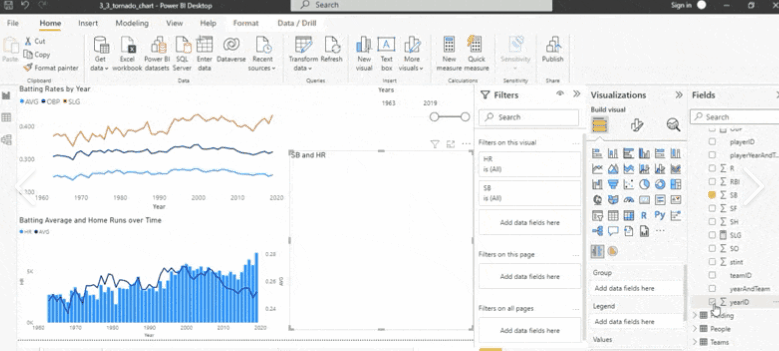 3_3_tornado_chart - Power BI Desktop
Search
Sign in
File
Home
Insert
Modeling
View
Help
Format
Data / Drill
Paste
Cut
Copy
Format painter
Get data
Excel workbook
Power BI datasets
SQL Server
Enter data
Dataverse
Recent sources
Transform data
Refresh
New visual
Text box
More visuals
New measure
Quick measure
Sensitivity
Publish
Clipboard
Data
Queries
Insert
Calculations
Sensitivity
Share
Batting Rates by Year
AVG OBP SLG
0.400
0.300
1960 1970 1980 1990 2000 2010 2020
Year
Batting Average and Home Runs over Time
HR AVG
HR
5K
0K
0.28
0.26
0.24
AVG
1960 1970 1980 1990 2000 2010 2020
Year
Years
1963 2019
SB and HR
Filters
Search
Filters on this visual
HR
is (All)
SB
is (All)
Add data fields here
Filters on this page
Add data fields here
Filters on all pages
Add data fields here
Visualizations
Build visual
Group
Add data fields here
Legend
Add data fields here
Values
Fields
Search
playerID
playerYearAndT...
R
RBI
SB
SF
SH
SLG
SO
stint
teamID
yearAndTeam
yearID
Fielding
People
Teams